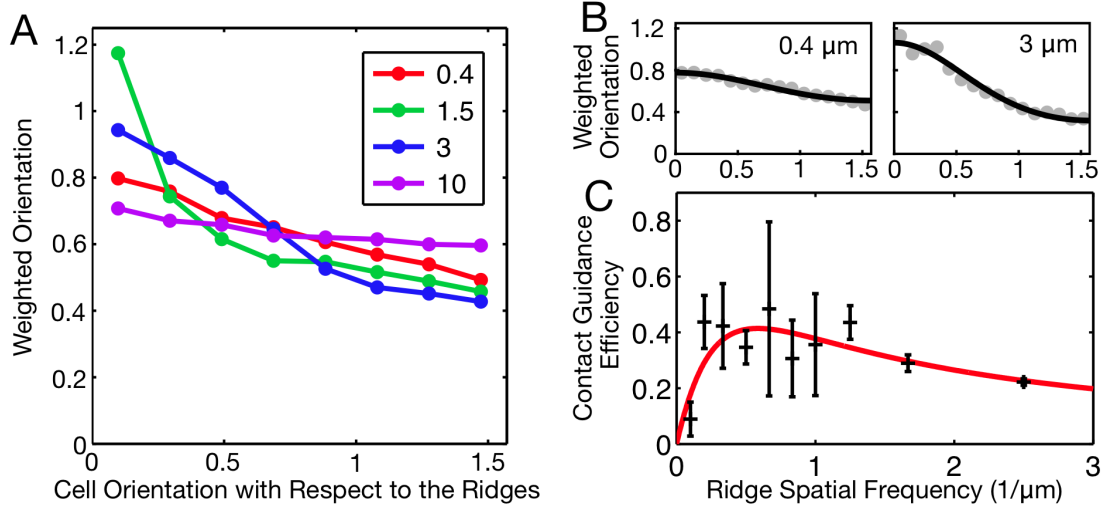 A
1.2
1
0.8
0.6
0.4
0.2
0
0 0.5 1 1.5
Weighted Orientation
Cell Orientation with Respect to the Ridges
0.4
1.5
3
10
B
1.2
0.8
0.4
0
Weighted
Orientation
0.4 μm
0 0.5 1 1.5
3 μm
0 0.5 1 1.5
C
0.8
0.6
0.4
0.2
0
Contact Guidance
Efficiency
0 1 2 3
Ridge Spatial Frequency (1/μm)